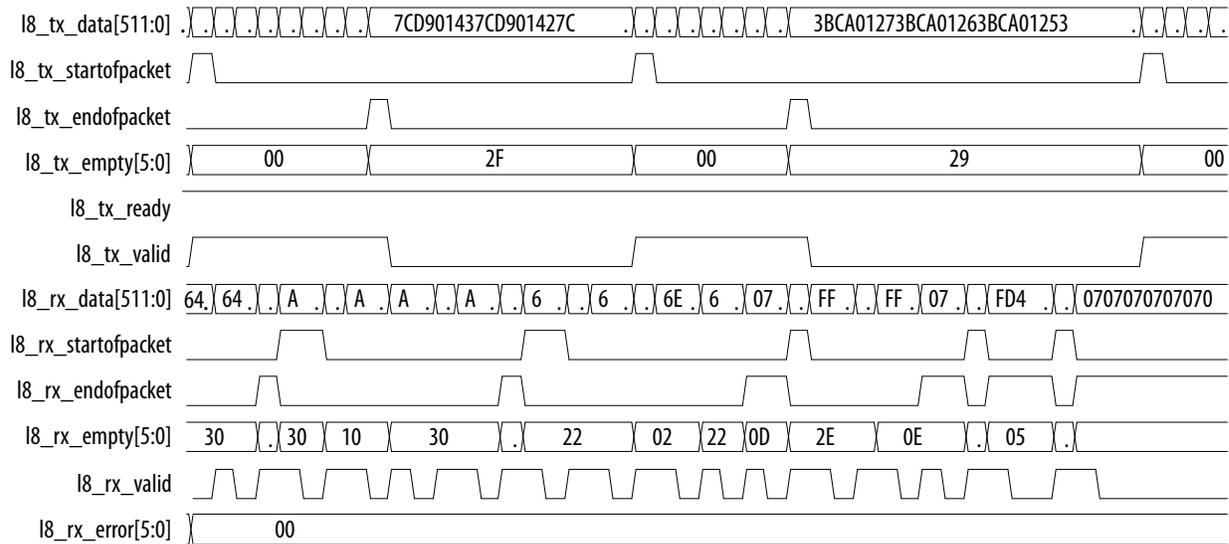 l8_tx_data[511:0] . . . . . . . . . 7CD901437CD901427C . . . . . . . . 3BCA01273BCA01263BCA01253 . . . . .
l8_tx_startofpacket
l8_tx_endofpacket
l8_tx_empty[5:0] 00 2F 00 29 00
l8_tx_ready
l8_tx_valid
l8_rx_data[511:0] 64. 64 . . A . . A . A . . A . . 6 . . 6 . . 6E . 6 . 07 . . FF . . FF . 07 . . FD4 . . 0707070707070
l8_rx_startofpacket
l8_rx_endofpacket
l8_rx_empty[5:0] 30 . 30 10 30 . 22 02 22 0D 2E 0E . 05 .
l8_rx_valid
l8_rx_error[5:0] 00